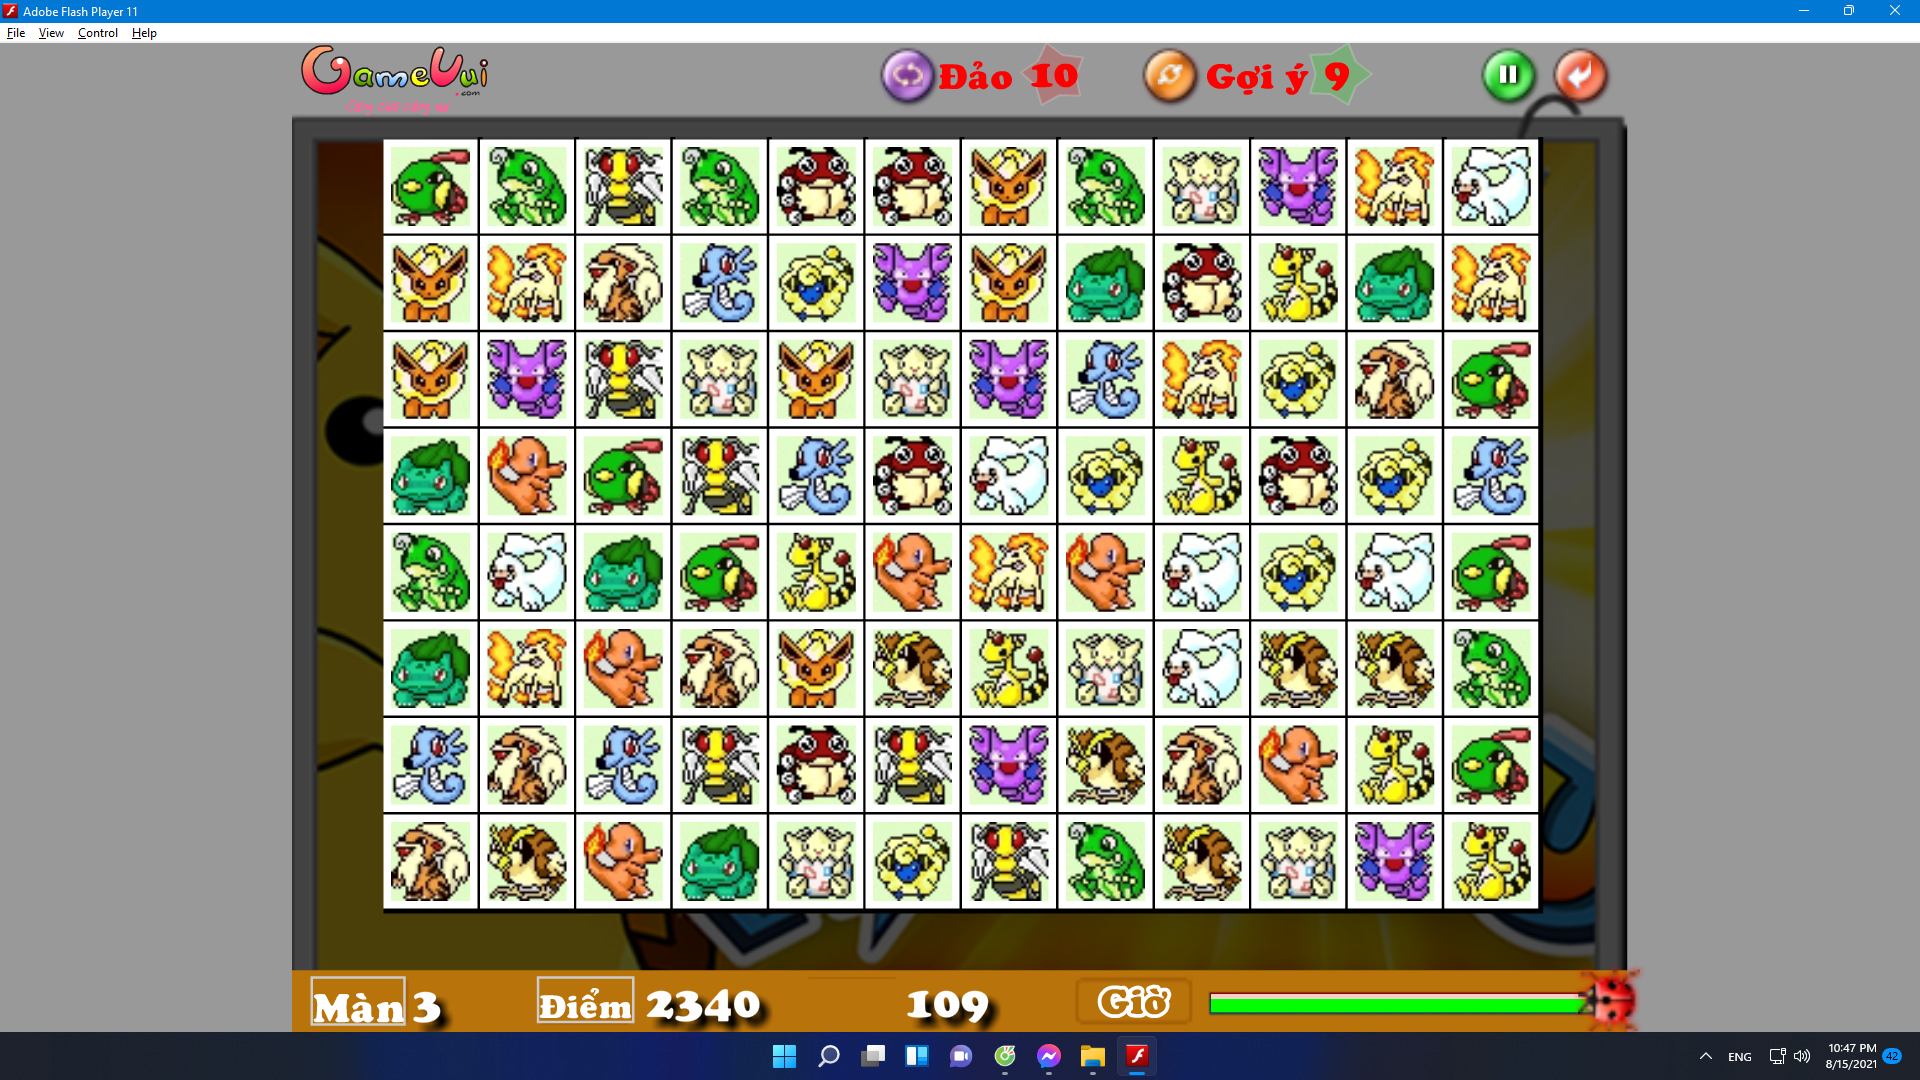 Adobe Flash Player 11
File View Control Help
GameVui
.com
Đảo 10 Gợi ý 9
Màn 3 Điểm 2340 109 Giờ
ENG
10:47 PM
8/15/2021
42